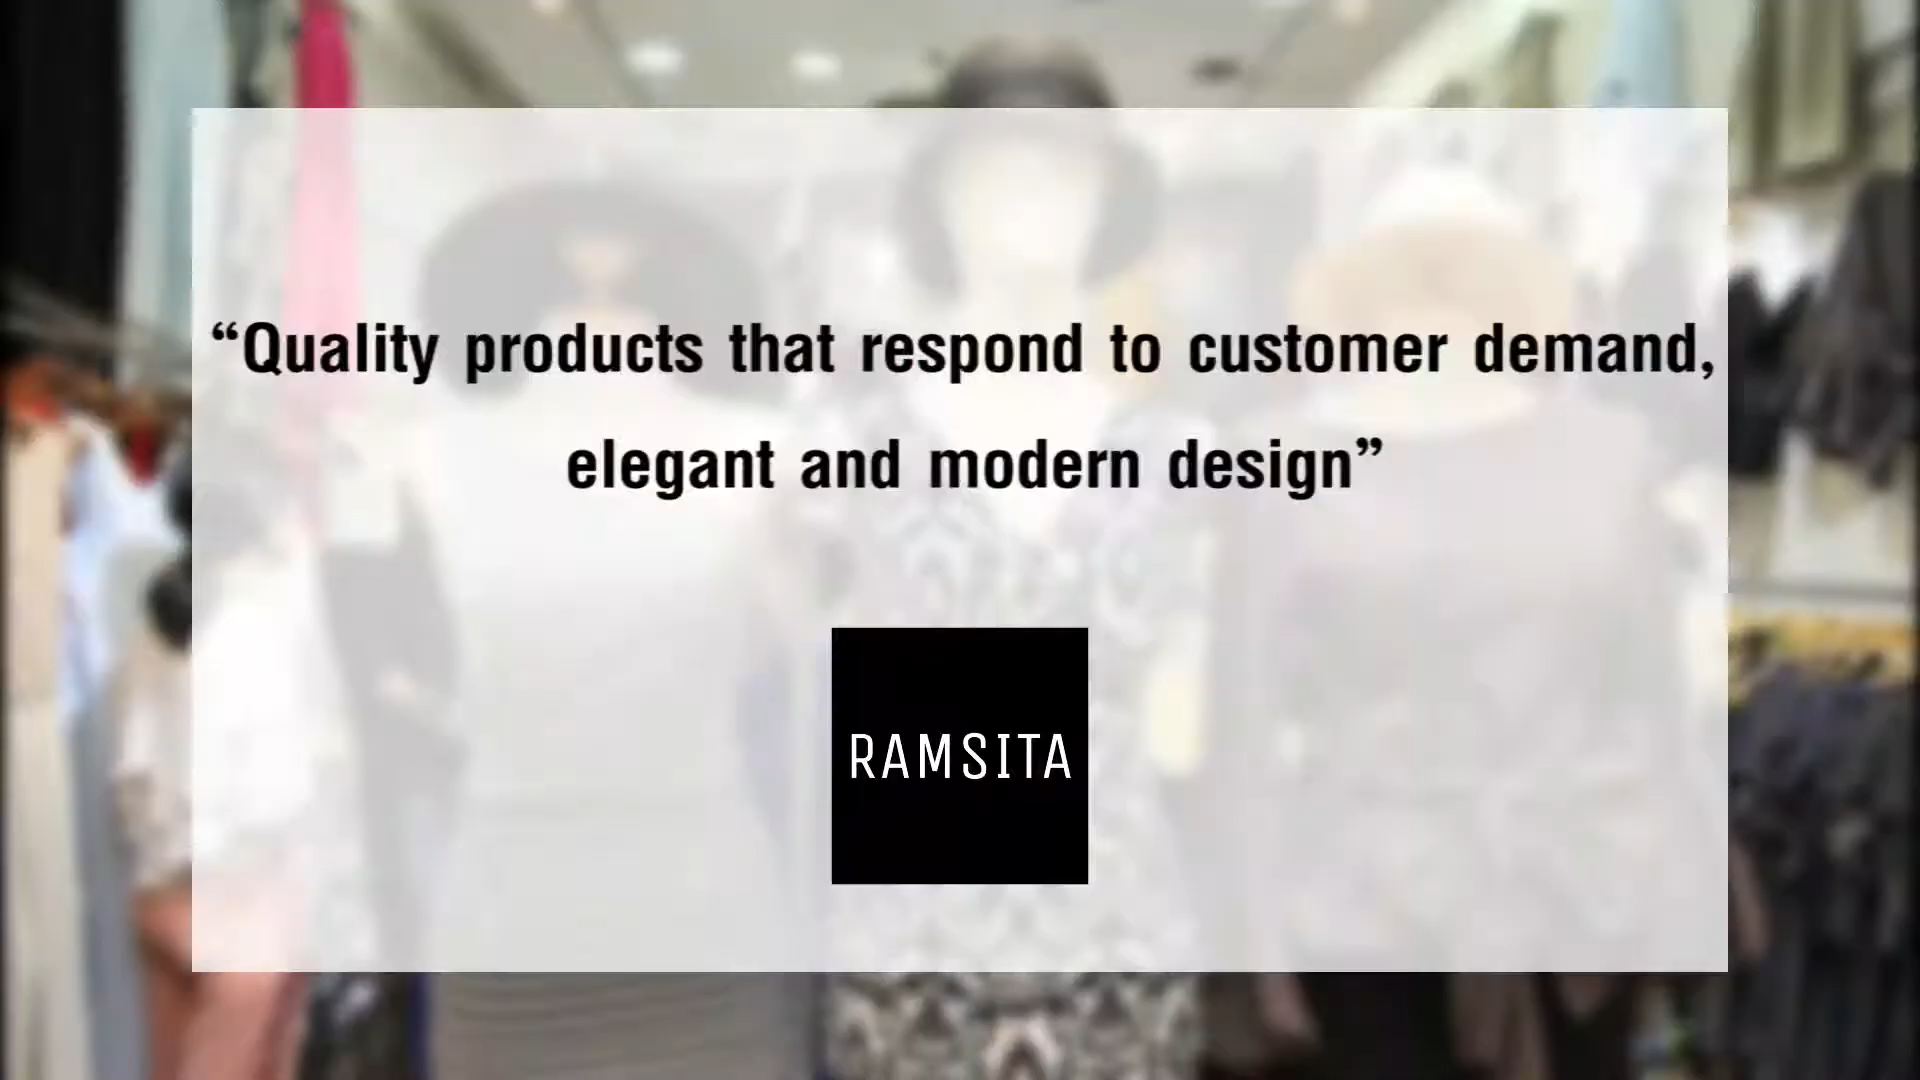 “Quality products that respond to customer demand,
elegant and modern design”
RAMSITA